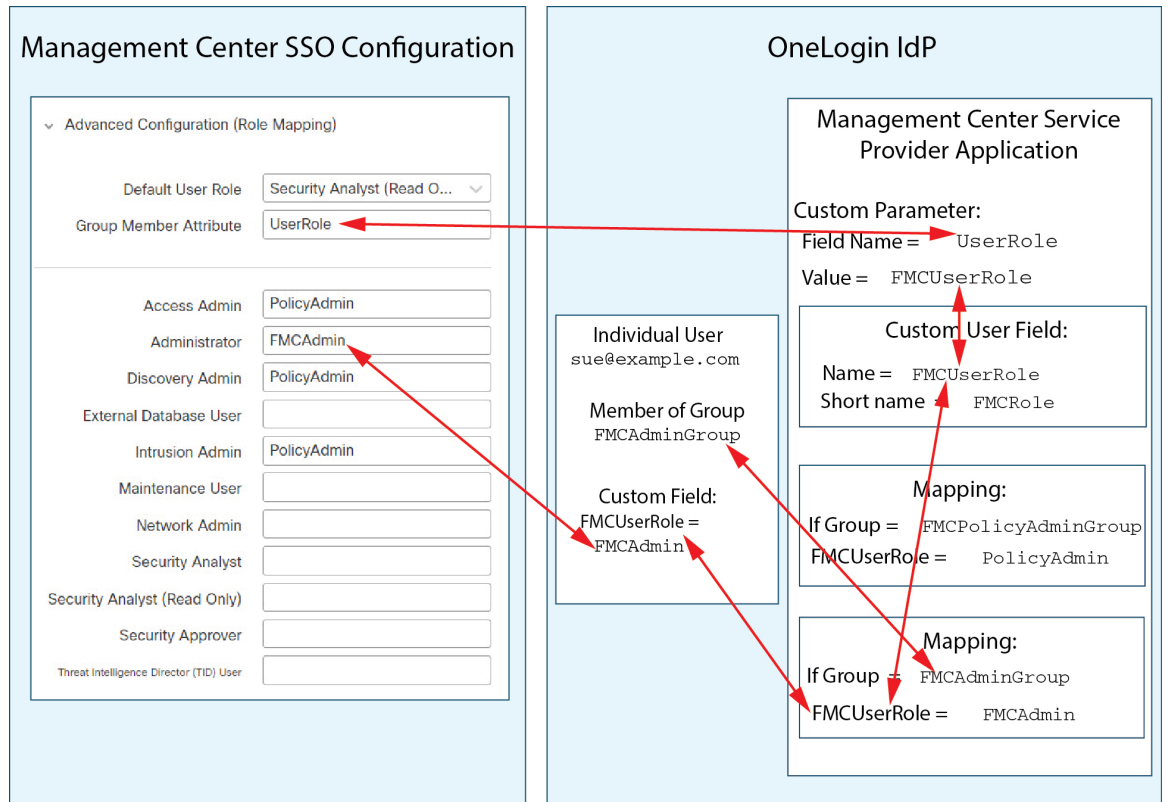 Management Center SSO Configuration
Advanced Configuration (Role Mapping)
Default User Role Security Analyst (Read O...
Group Member Attribute UserRole
Access Admin PolicyAdmin
Administrator FMCAdmin
Discovery Admin PolicyAdmin
External Database User
Intrusion Admin PolicyAdmin
Maintenance User
Network Admin
Security Analyst
Security Analyst (Read Only)
Security Approver
Threat Intelligence Director (TID) User
OneLogin IdP
Individual User
sue@example.com
Member of Group
FMCAdminGroup
Custom Field:
FMCUserRole =
FMCAdmin
Management Center Service
Provider Application
Custom Parameter:
Field Name = UserRole
Value = FMCUserRole
Custom User Field:
Name = FMCUserRole
Short name = FMCRole
Mapping:
If Group = FMCPolicyAdminGroup
FMCUserRole = PolicyAdmin
Mapping:
If Group = FMCAdminGroup
FMCUserRole = FMCAdmin